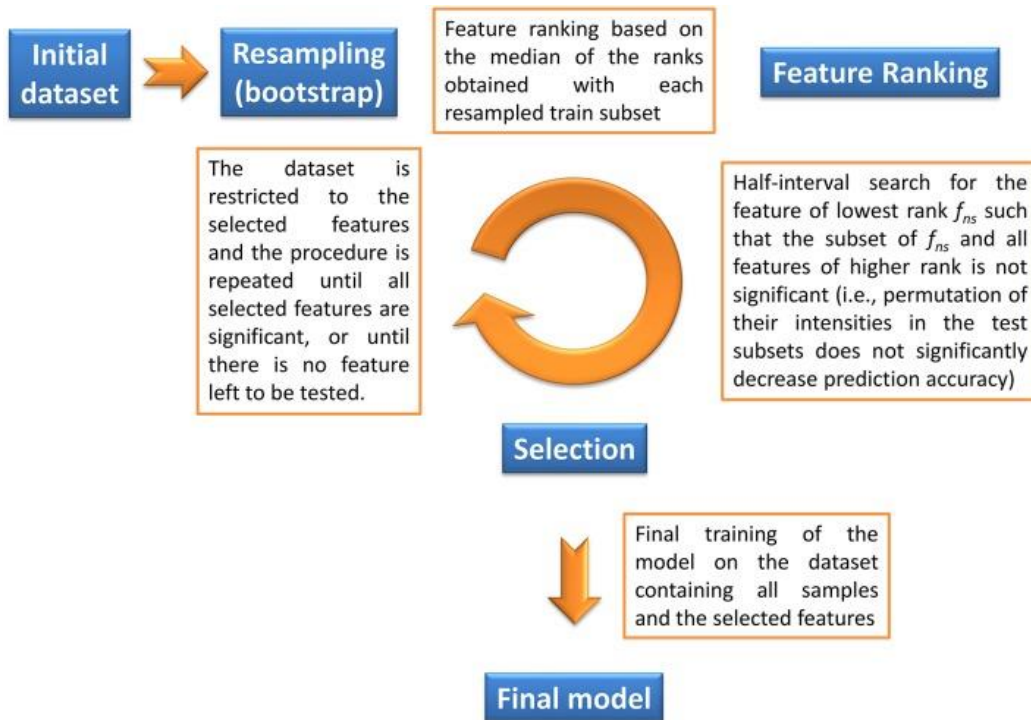 Initial
dataset
Resampling
(bootstrap)
Feature ranking based on
the median of the ranks
obtained with each
resampled train subset
Feature Ranking
The dataset is
restricted to the
selected features
and the procedure is
repeated until all
selected features are
significant, or until
there is no feature
left to be tested.
Half-interval search for the
feature of lowest rank fns such
that the subset of fns and all
features of higher rank is not
significant (i.e., permutation of
their intensities in the test
subsets does not significantly
decrease prediction accuracy)
Selection
Final training of the
model on the dataset
containing all samples
and the selected features
Final model